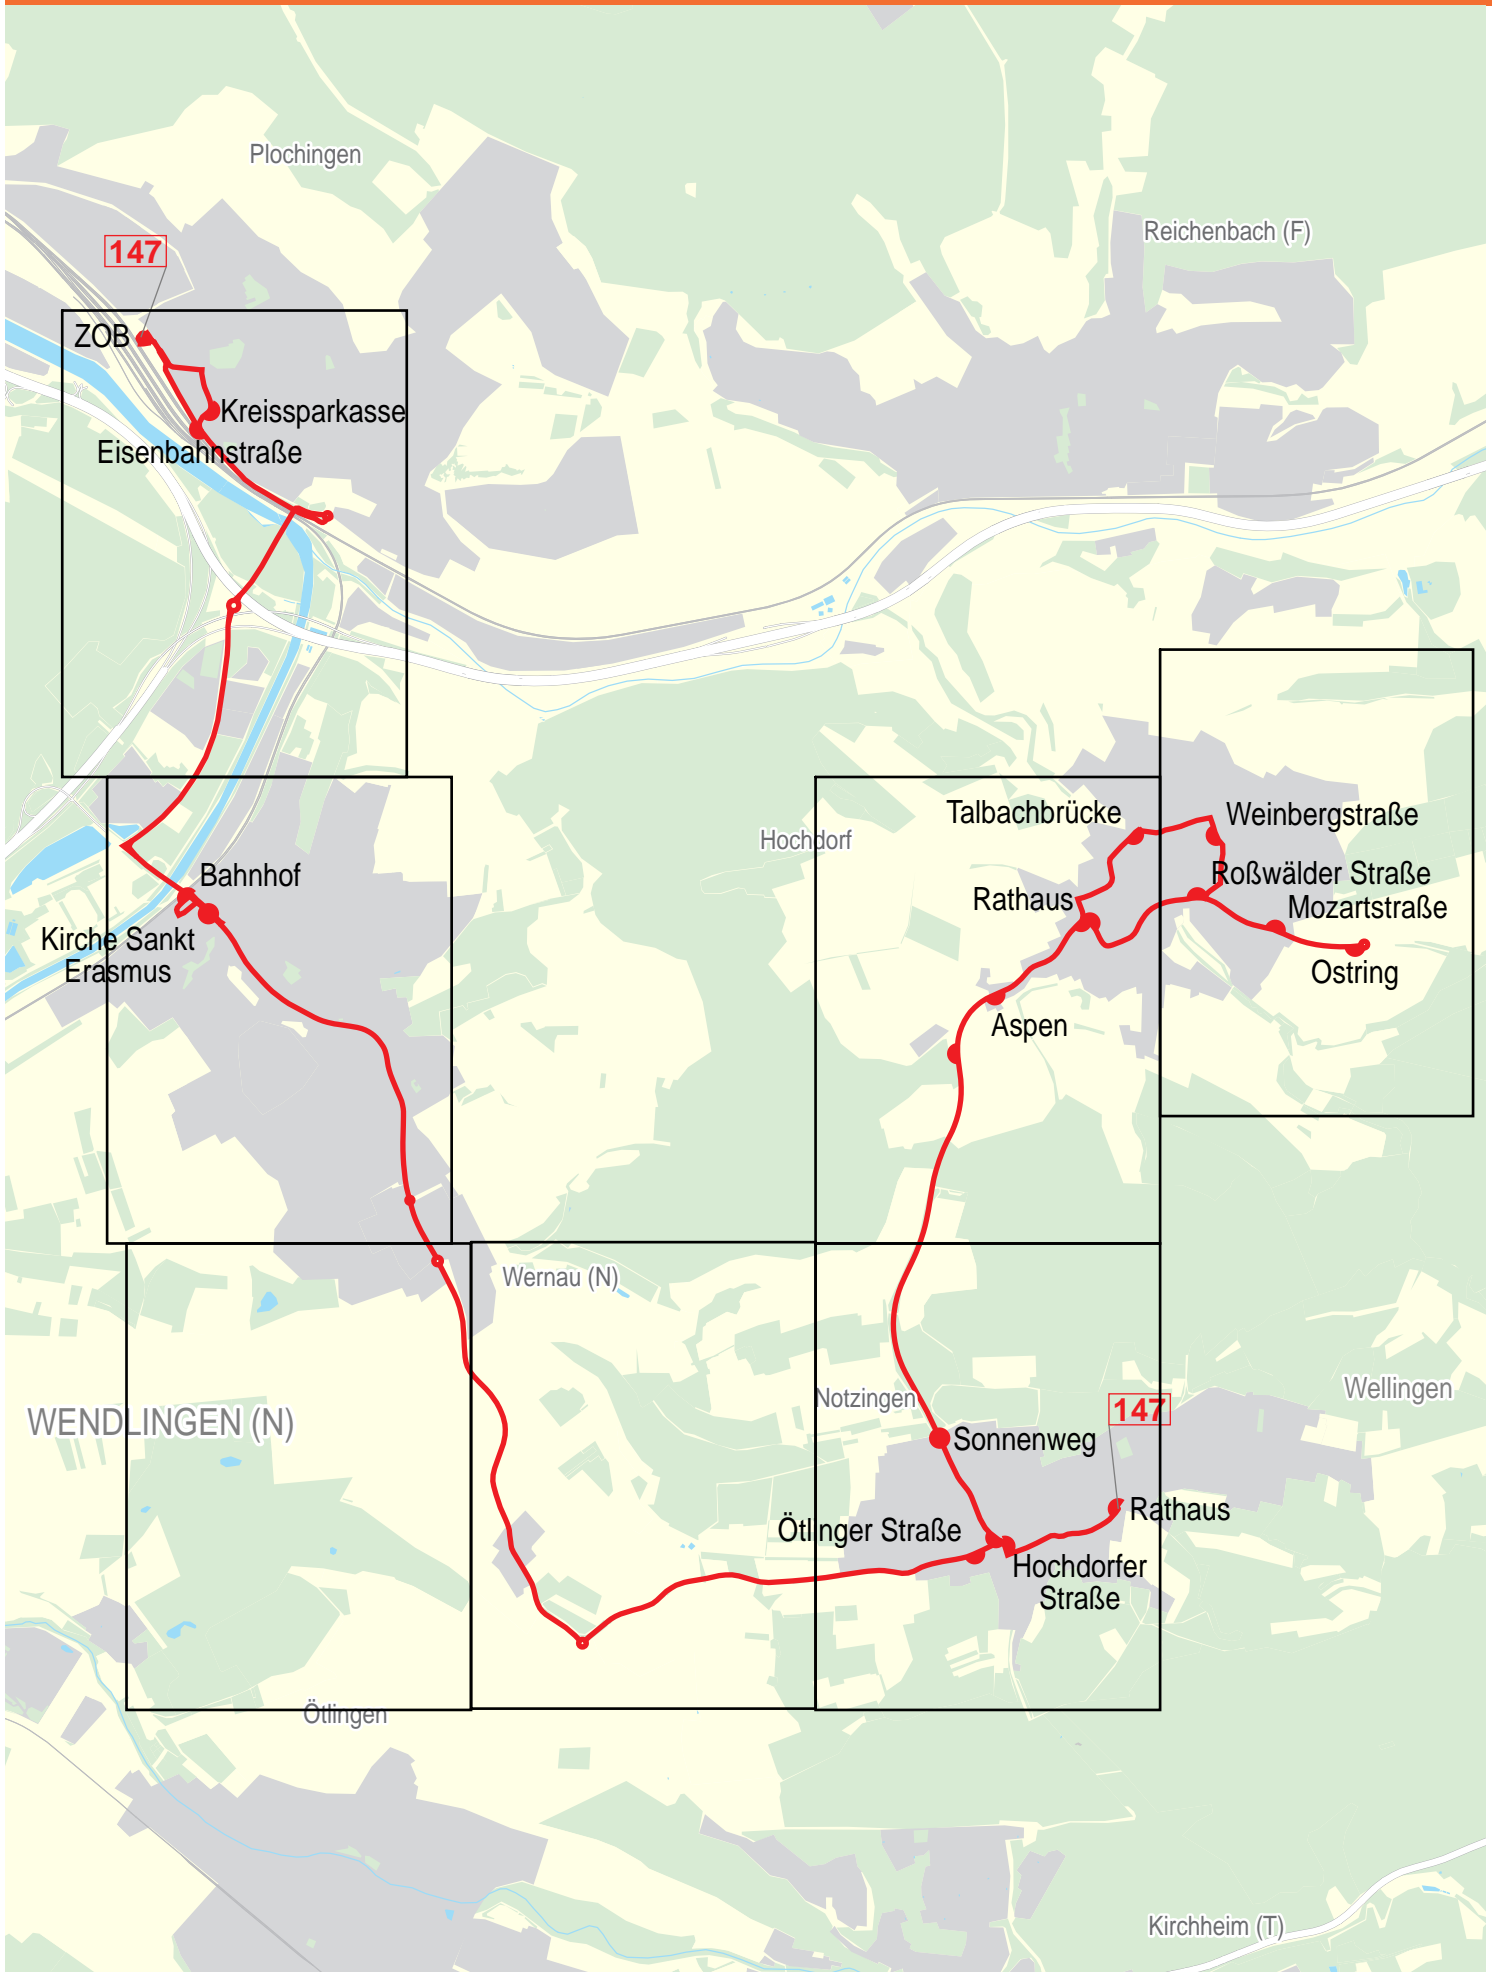 Plochingen
Reichenbach (F)
147
ZOB
Kreissparkasse
Eisenbahnstraße
Talbachbrücke
Weinbergstraße
Hochdorf
Bahnhof
Roßwälder Straße
Rathaus
Mozartstraße
Kirche Sankt
Erasmus
Ostring
Aspen
Wernau (N)
Notzingen
Wellingen
147
WENDLINGEN (N)
Sonnenweg
Rathaus
Ötlinger Straße
Hochdorfer
Straße
Ötlingen
Kirchheim (T)